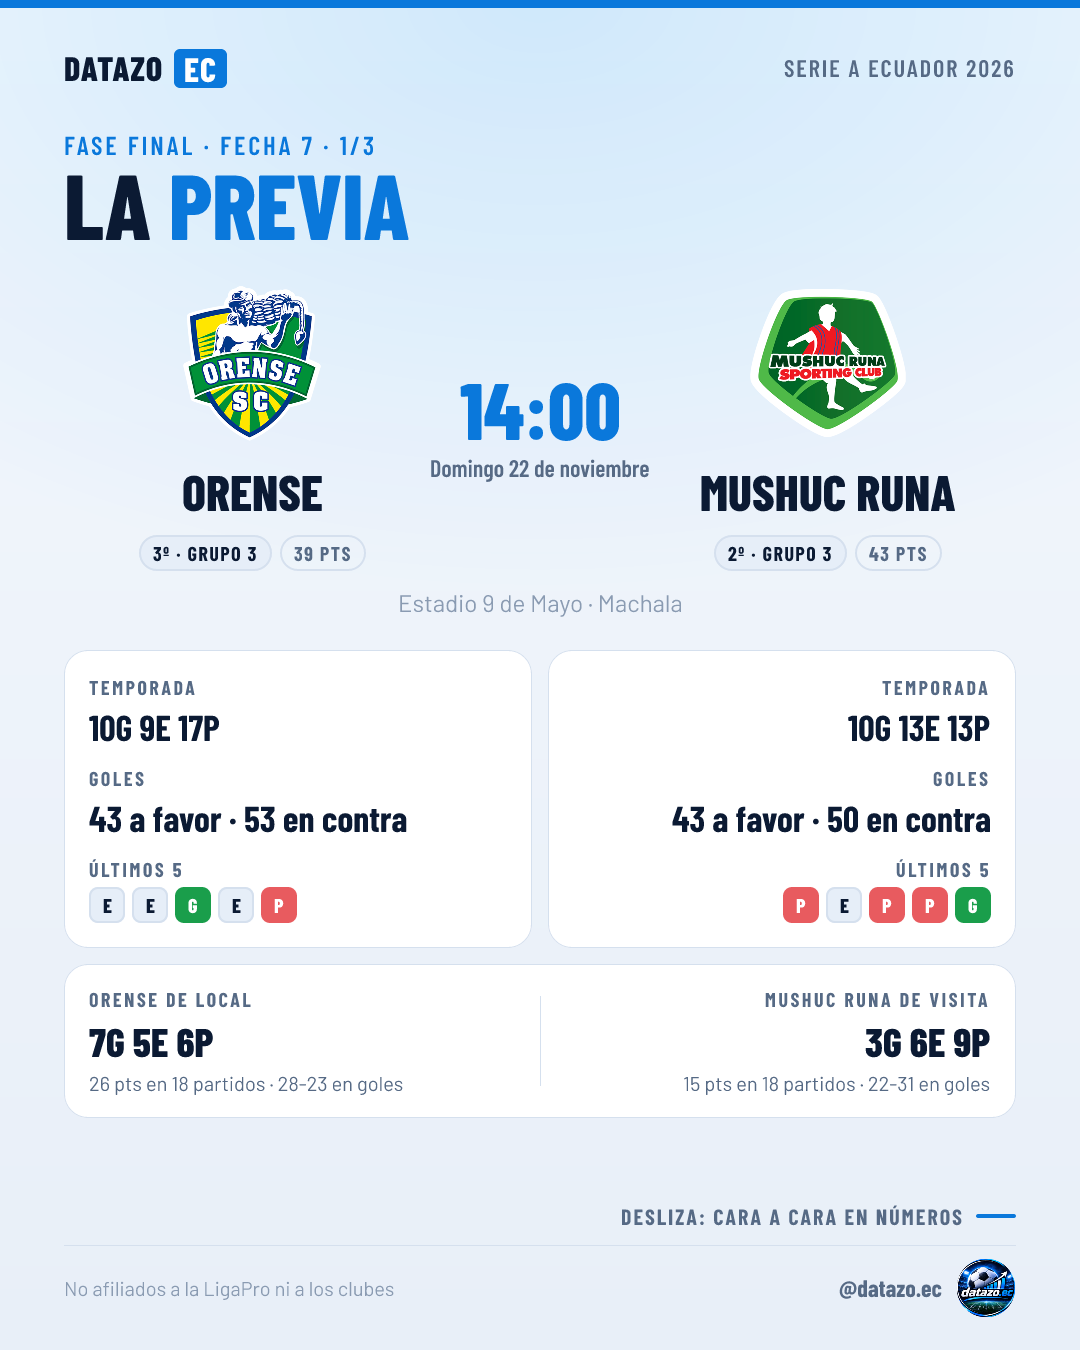 DATAZO EC
SERIE A ECUADOR 2026
FASE FINAL · FECHA 7 · 1/3
LA PREVIA
ORENSE
SC
MUSHUC RUNA
SPORTING CLUB
14:00
Domingo 22 de noviembre
ORENSE
MUSHUC RUNA
3º · GRUPO 3
39 PTS
2º · GRUPO 3
43 PTS
Estadio 9 de Mayo · Machala
TEMPORADA
10G 9E 17P
GOLES
43 a favor · 53 en contra
ÚLTIMOS 5
E E G E P
TEMPORADA
10G 13E 13P
GOLES
43 a favor · 50 en contra
ÚLTIMOS 5
P E P P G
ORENSE DE LOCAL
7G 5E 6P
26 pts en 18 partidos · 28-23 en goles
MUSHUC RUNA DE VISITA
3G 6E 9P
15 pts en 18 partidos · 22-31 en goles
DESLIZA: CARA A CARA EN NÚMEROS
No afiliados a la LigaPro ni a los clubes
@datazo.ec
datazo.ec